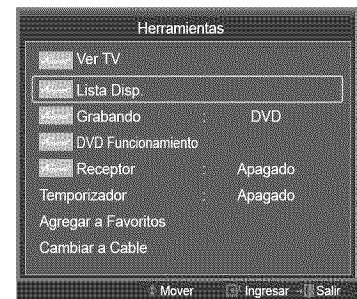 Herramientas
Ver TV
Lista Disp.
Grabando : DVD
DVD Funcionamiento
Receptor : Apagado
Temporizador : Apagado
Agregar a Favoritos
Cambiar a Cable
Mover Ingresar Salir